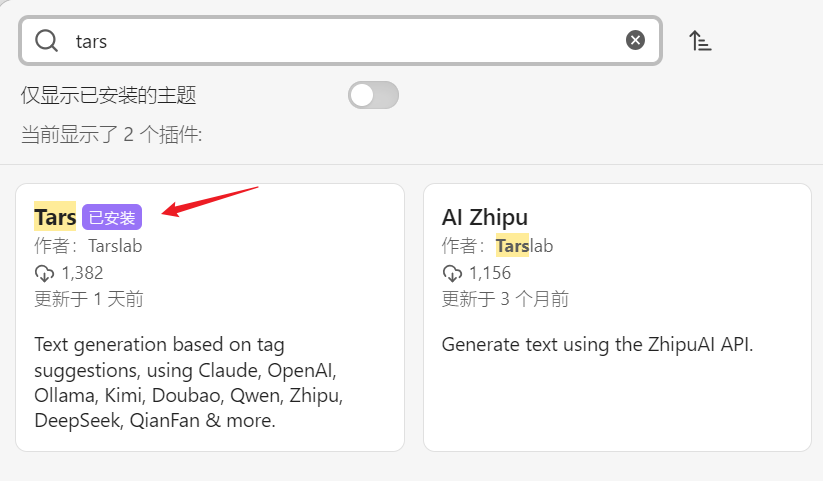 tars
仅显示已安装的主题
当前显示了 2 个插件:
Tars 已安装
作者：Tarslab
1,382
更新于 1 天前
Text generation based on tag
suggestions, using Claude, OpenAI,
Ollama, Kimi, Doubao, Qwen, Zhipu,
DeepSeek, QianFan & more.
AI Zhipu
作者：Tarslab
1,156
更新于 3 个月前
Generate text using the ZhipuAI API.